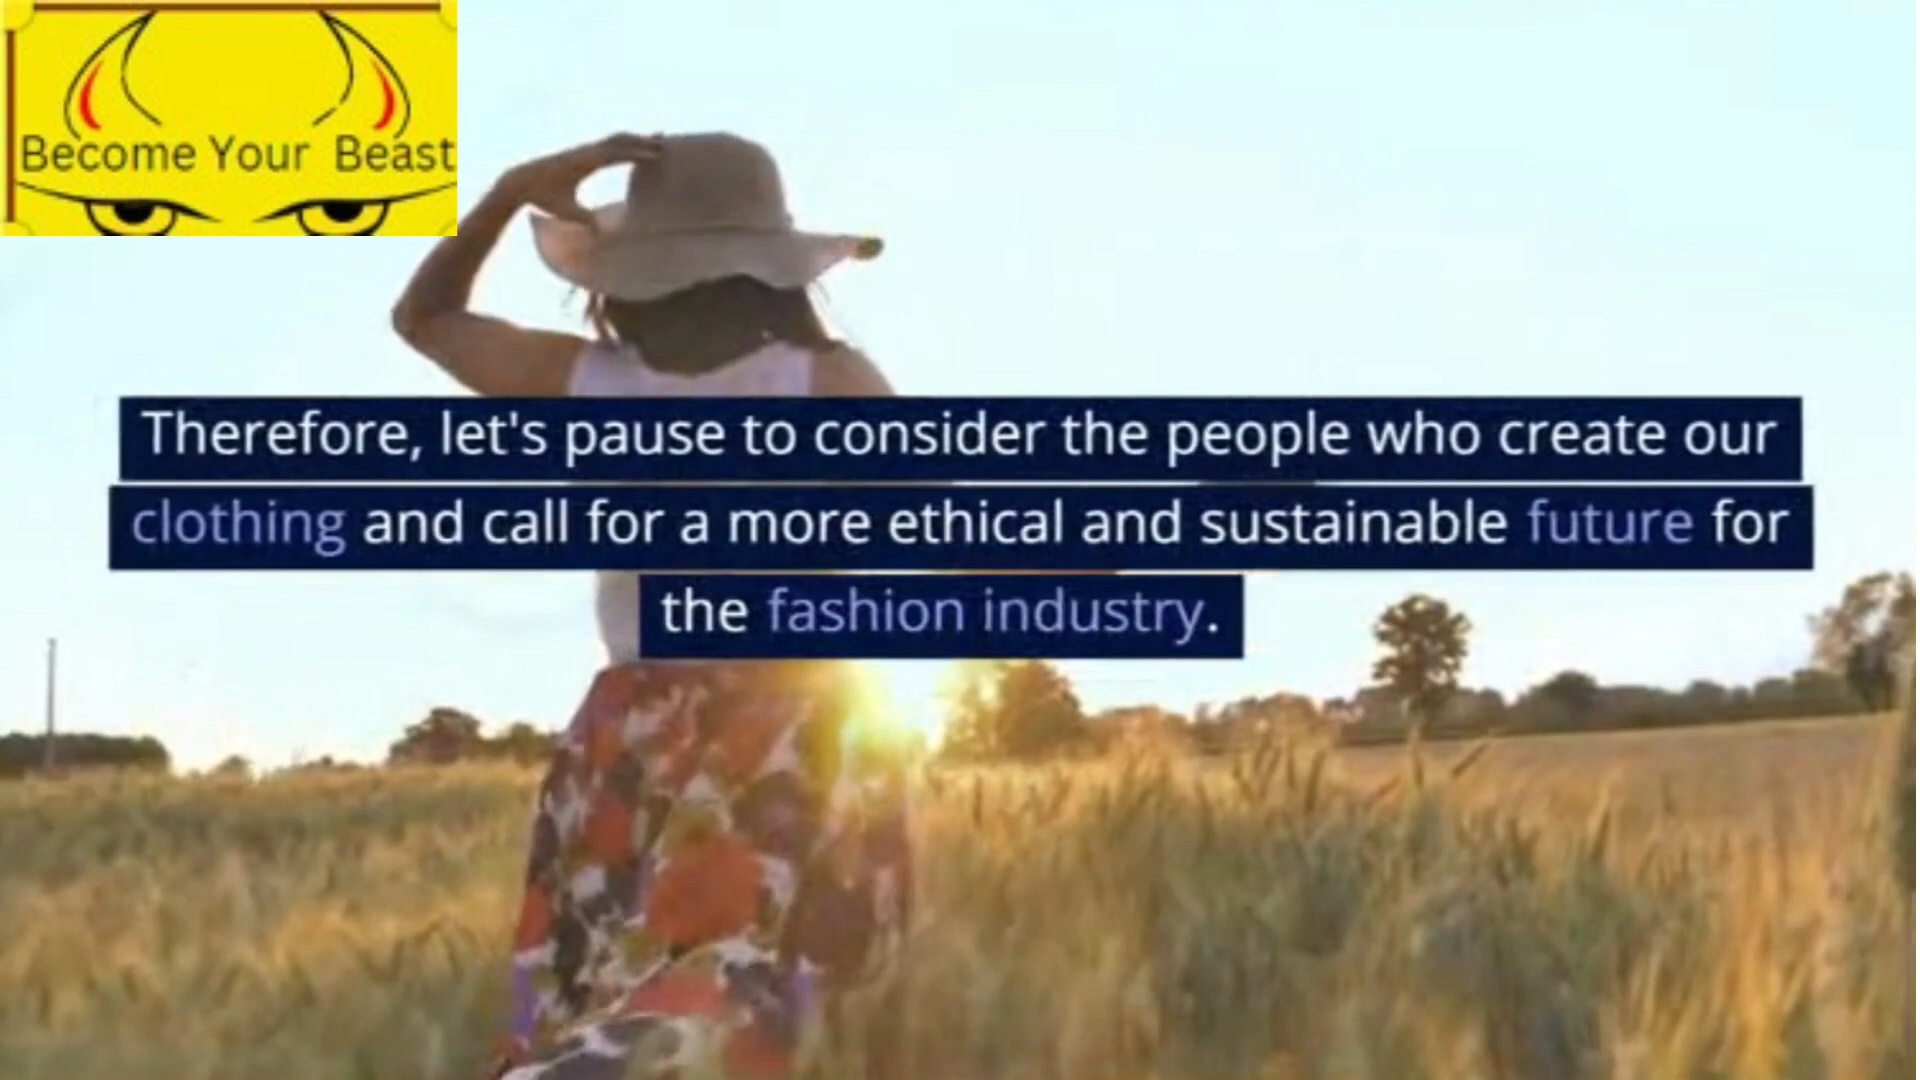 Become Your Beast
Therefore, let's pause to consider the people who create our
clothing and call for a more ethical and sustainable future for
the fashion industry.